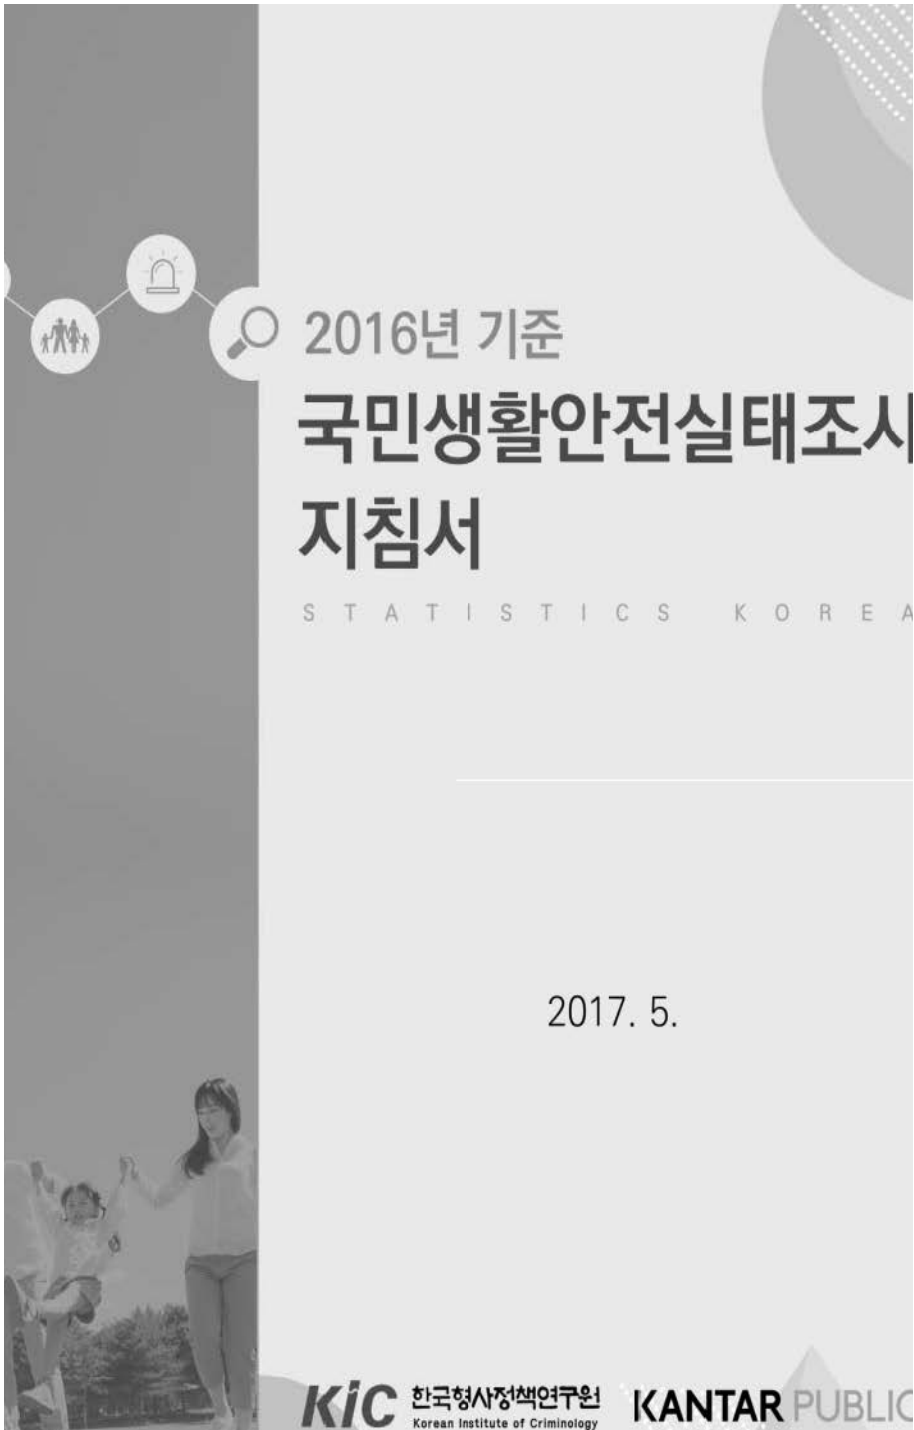 2016년 기준
국민생활안전실태조사
지침서
STATISTICS KOREA
2017. 5.
KiC 한국형사정책연구원
Korean Institute of Criminology
KANTAR PUBLIC